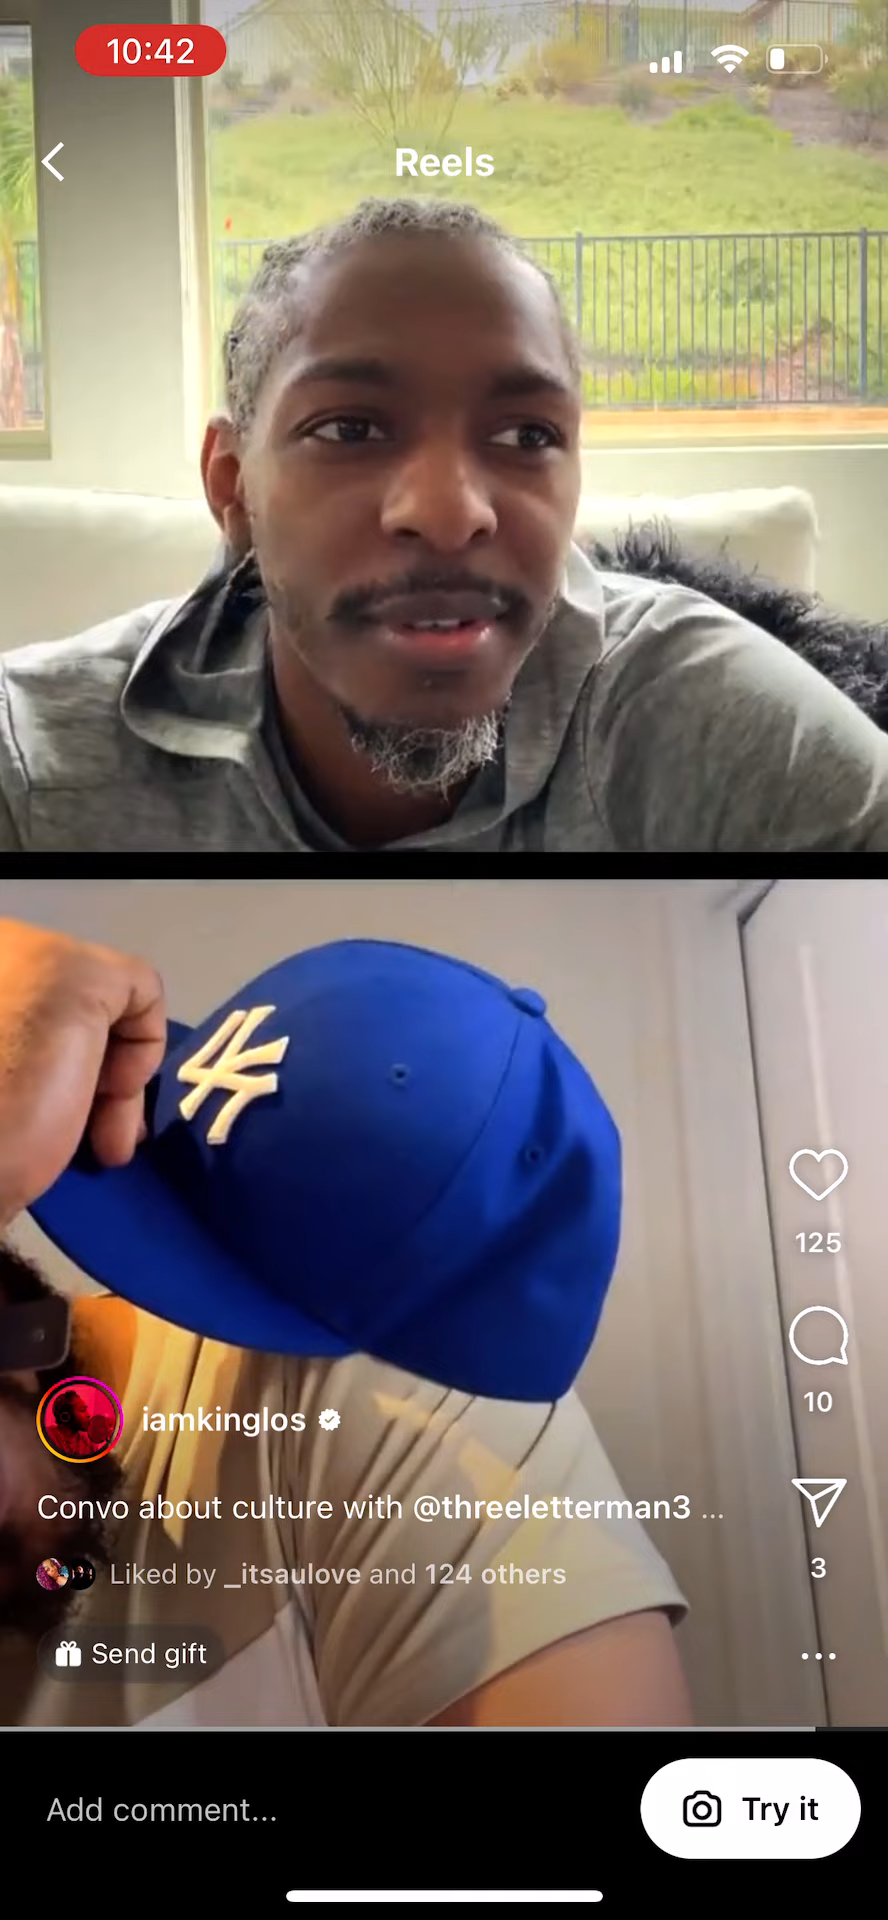 10:42
Reels
NY
125
10
iamkinglos
Convo about culture with @threeletterman3 ...
Liked by _itsaulove and 124 others
3
Send gift
Add comment...
Try it